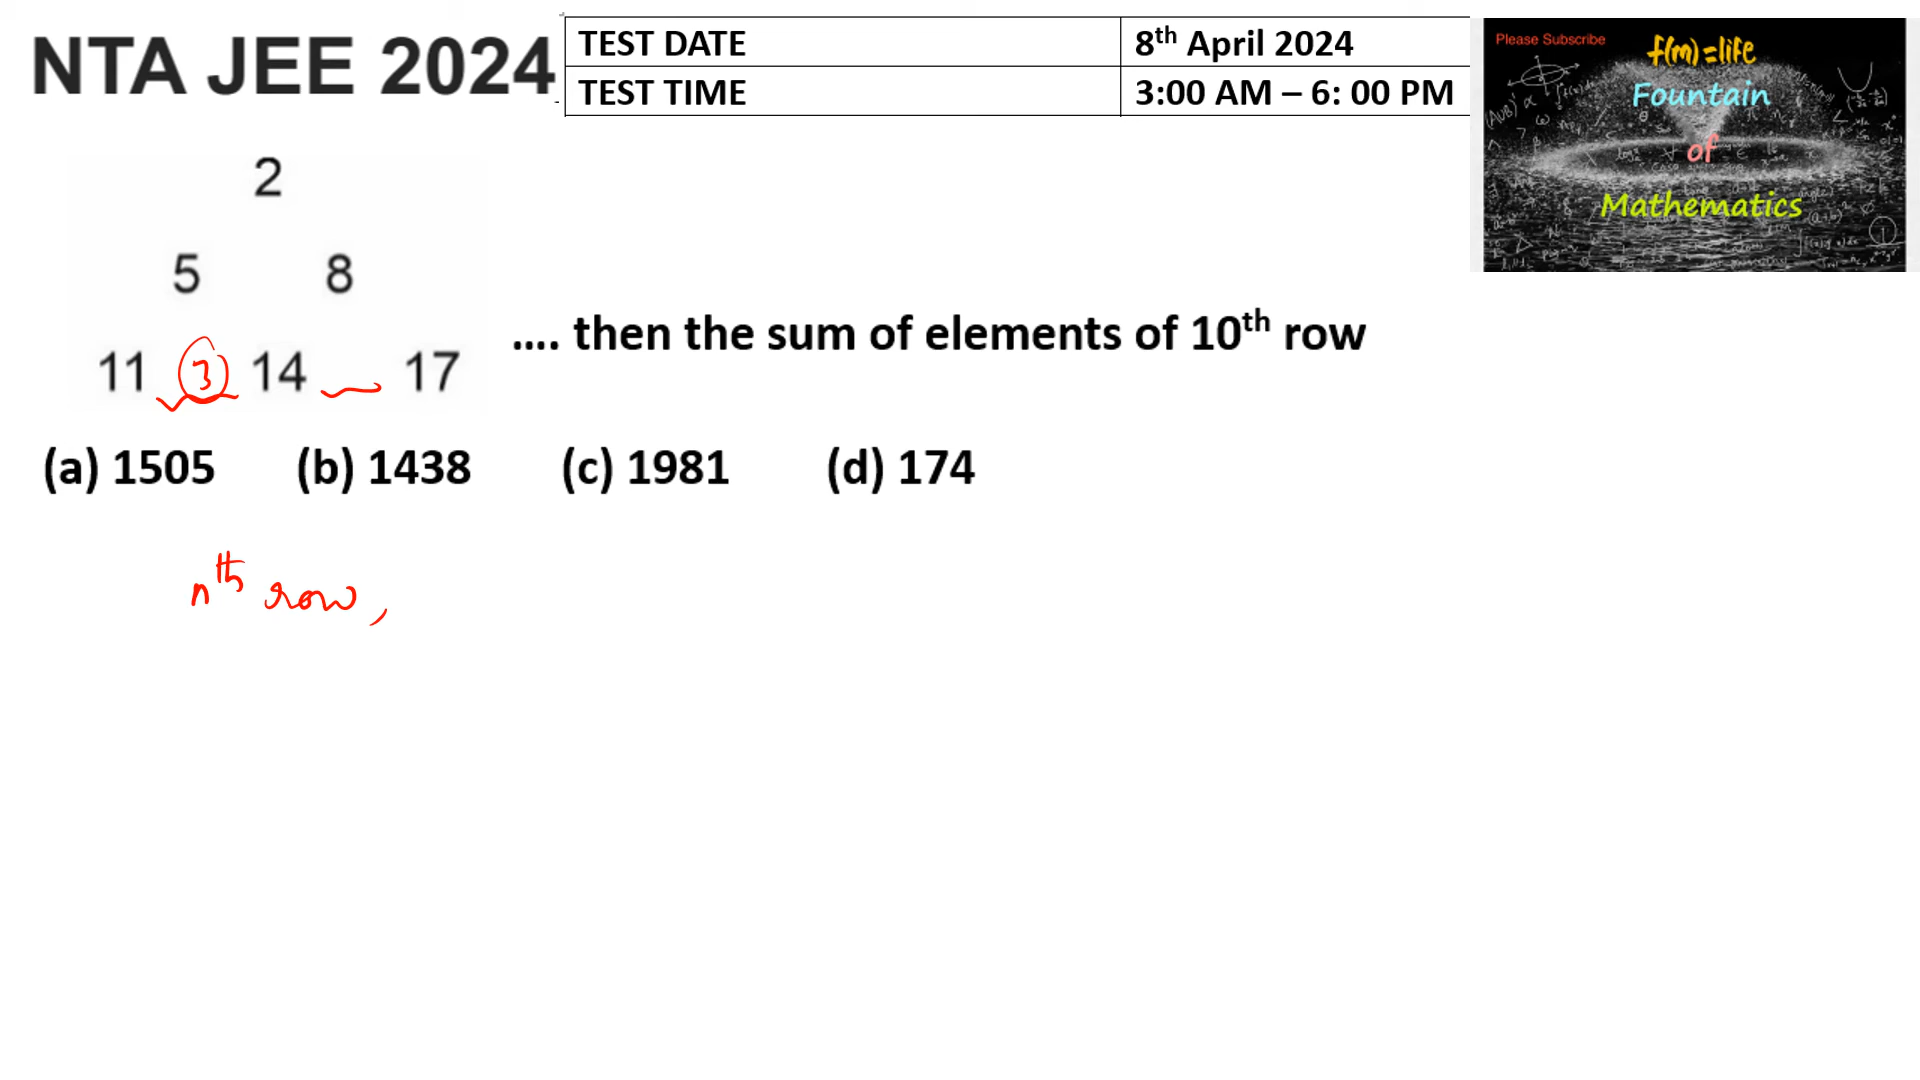 NTA JEE 2024
TEST DATE 8th April 2024
TEST TIME 3:00 AM – 6: 00 PM
Please Subscribe
f(m)=life
Fountain
of
Mathematics
2
5 8
11 3 14 17
.... then the sum of elements of 10th row
(a) 1505 (b) 1438 (c) 1981 (d) 174
nth row,